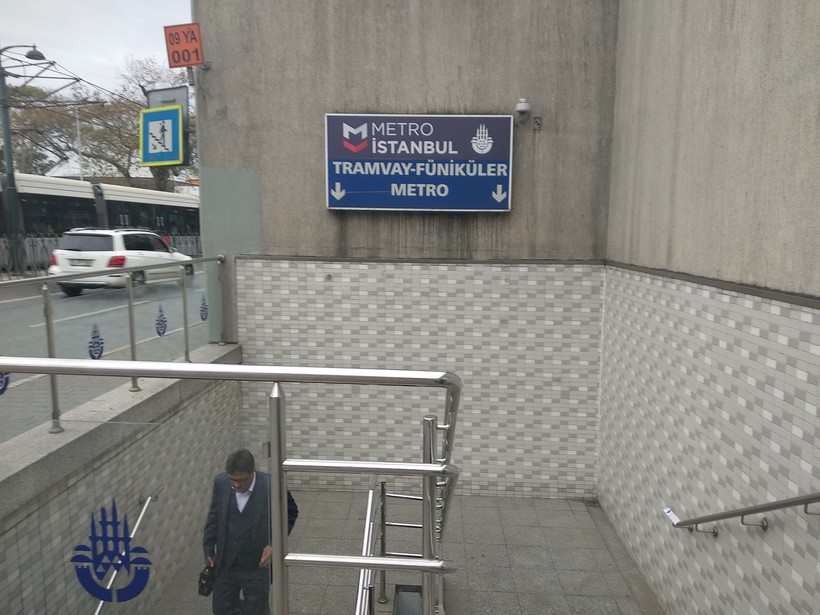 09 YA
001
METRO
İSTANBUL
TRAMVAY-FÜNİKÜLER
METRO